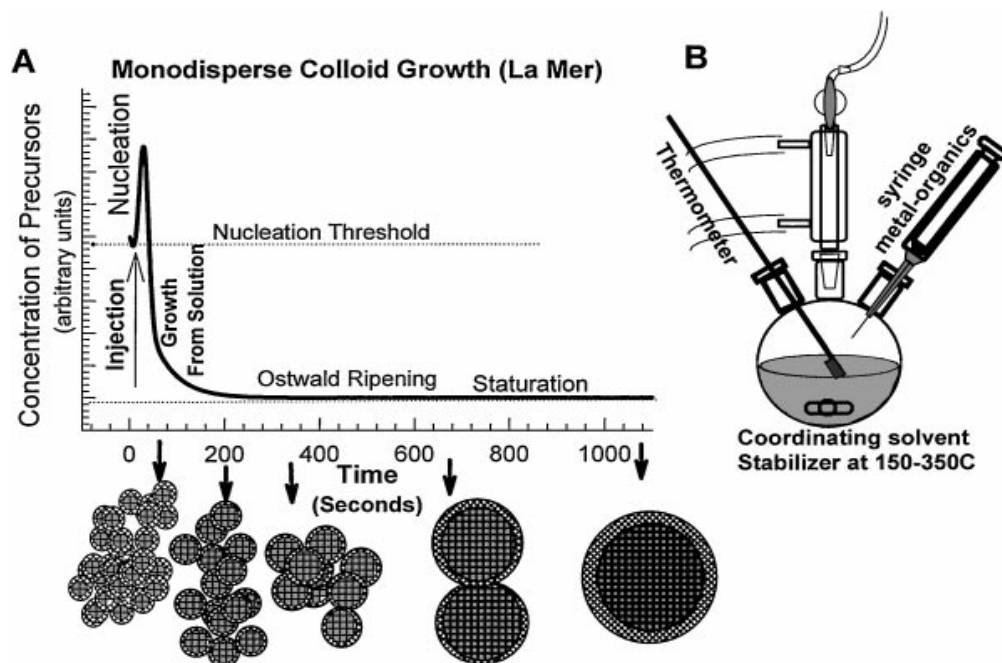 A
Monodisperse Colloid Growth (La Mer)
Concentration of Precursors
(arbitrary units)
Nucleation
Nucleation Threshold
Injection
Growth
From Solution
Ostwald Ripening
Staturation
0
200
400
600
800
1000
Time
(Seconds)
B
Thermometer
syringe
metal-organics
Coordinating solvent
Stabilizer at 150-350C